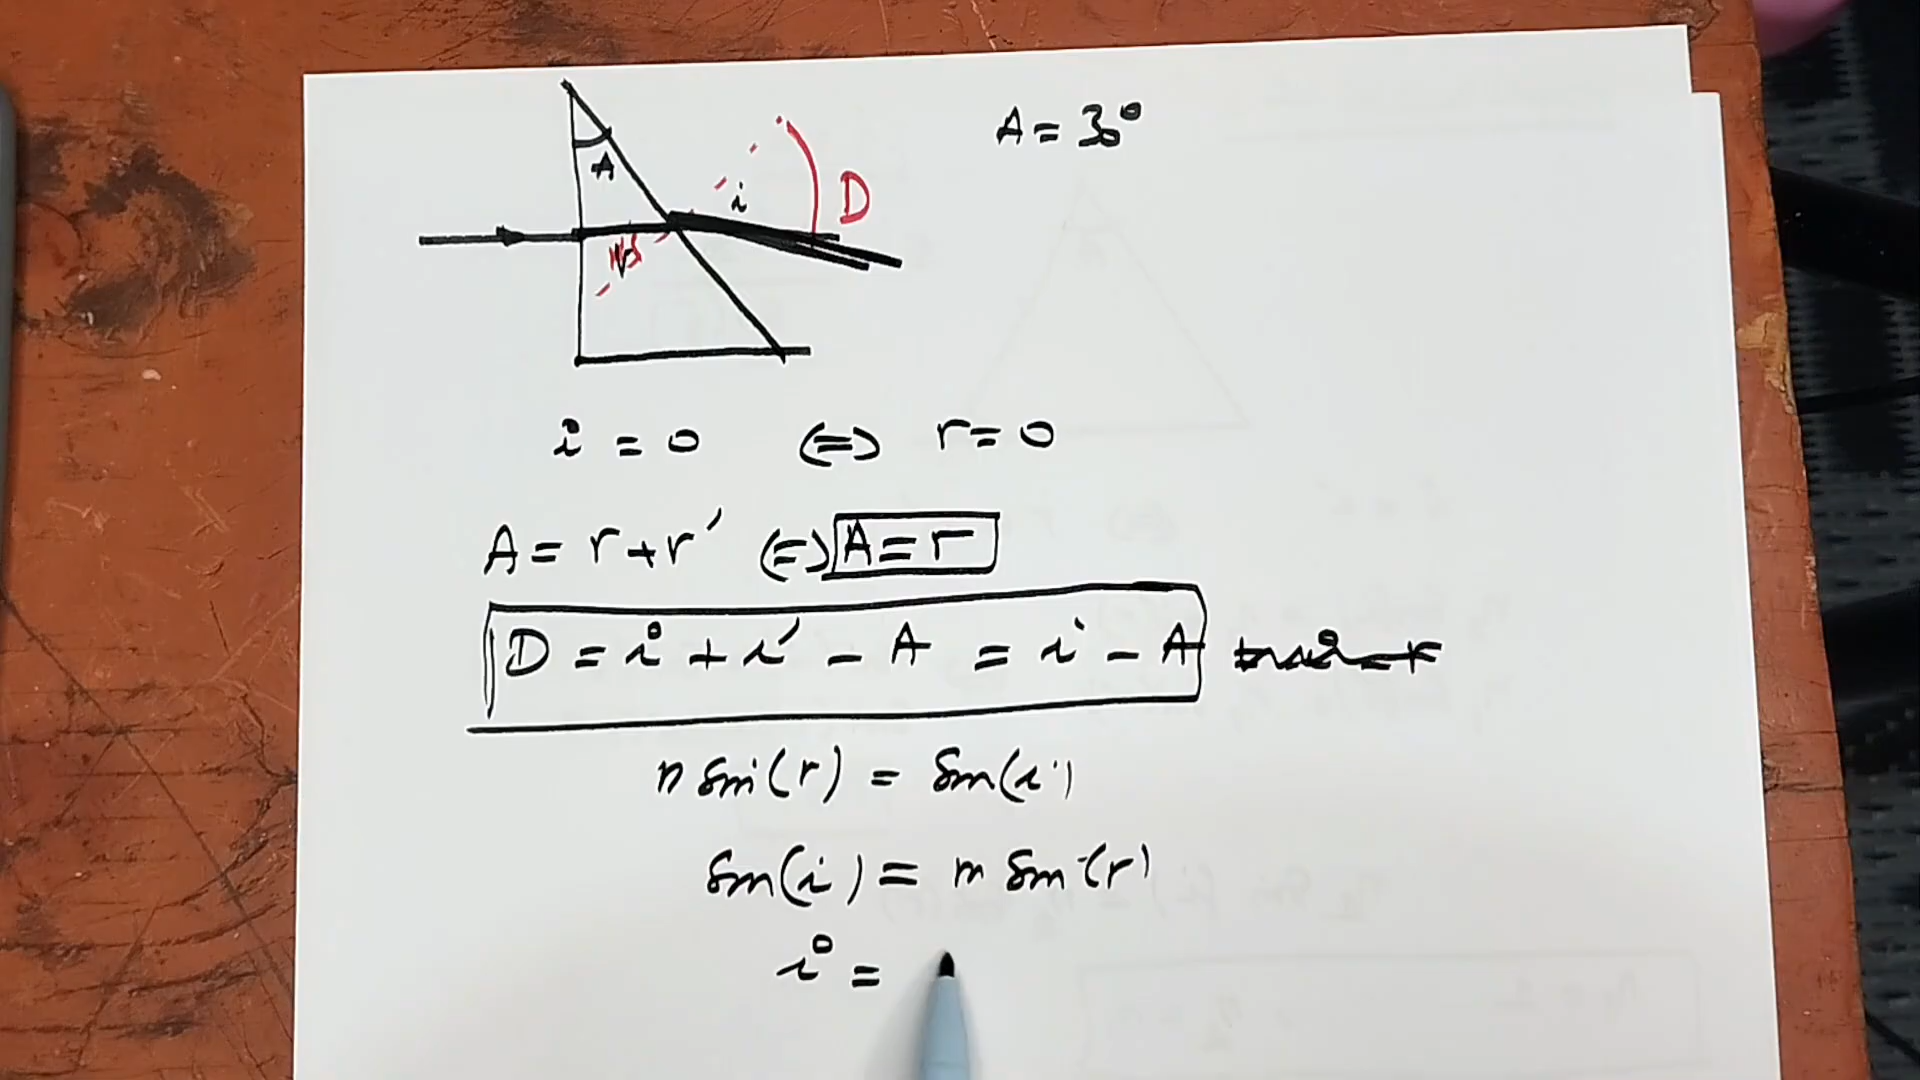 A = 30°
A
i
D
r
i = 0 (=) r = 0
A = r + r' (=) A = r
D = i + i' - A = i - A
n sin(r) = sin(i)
sin(i) = n sin(r)
i =